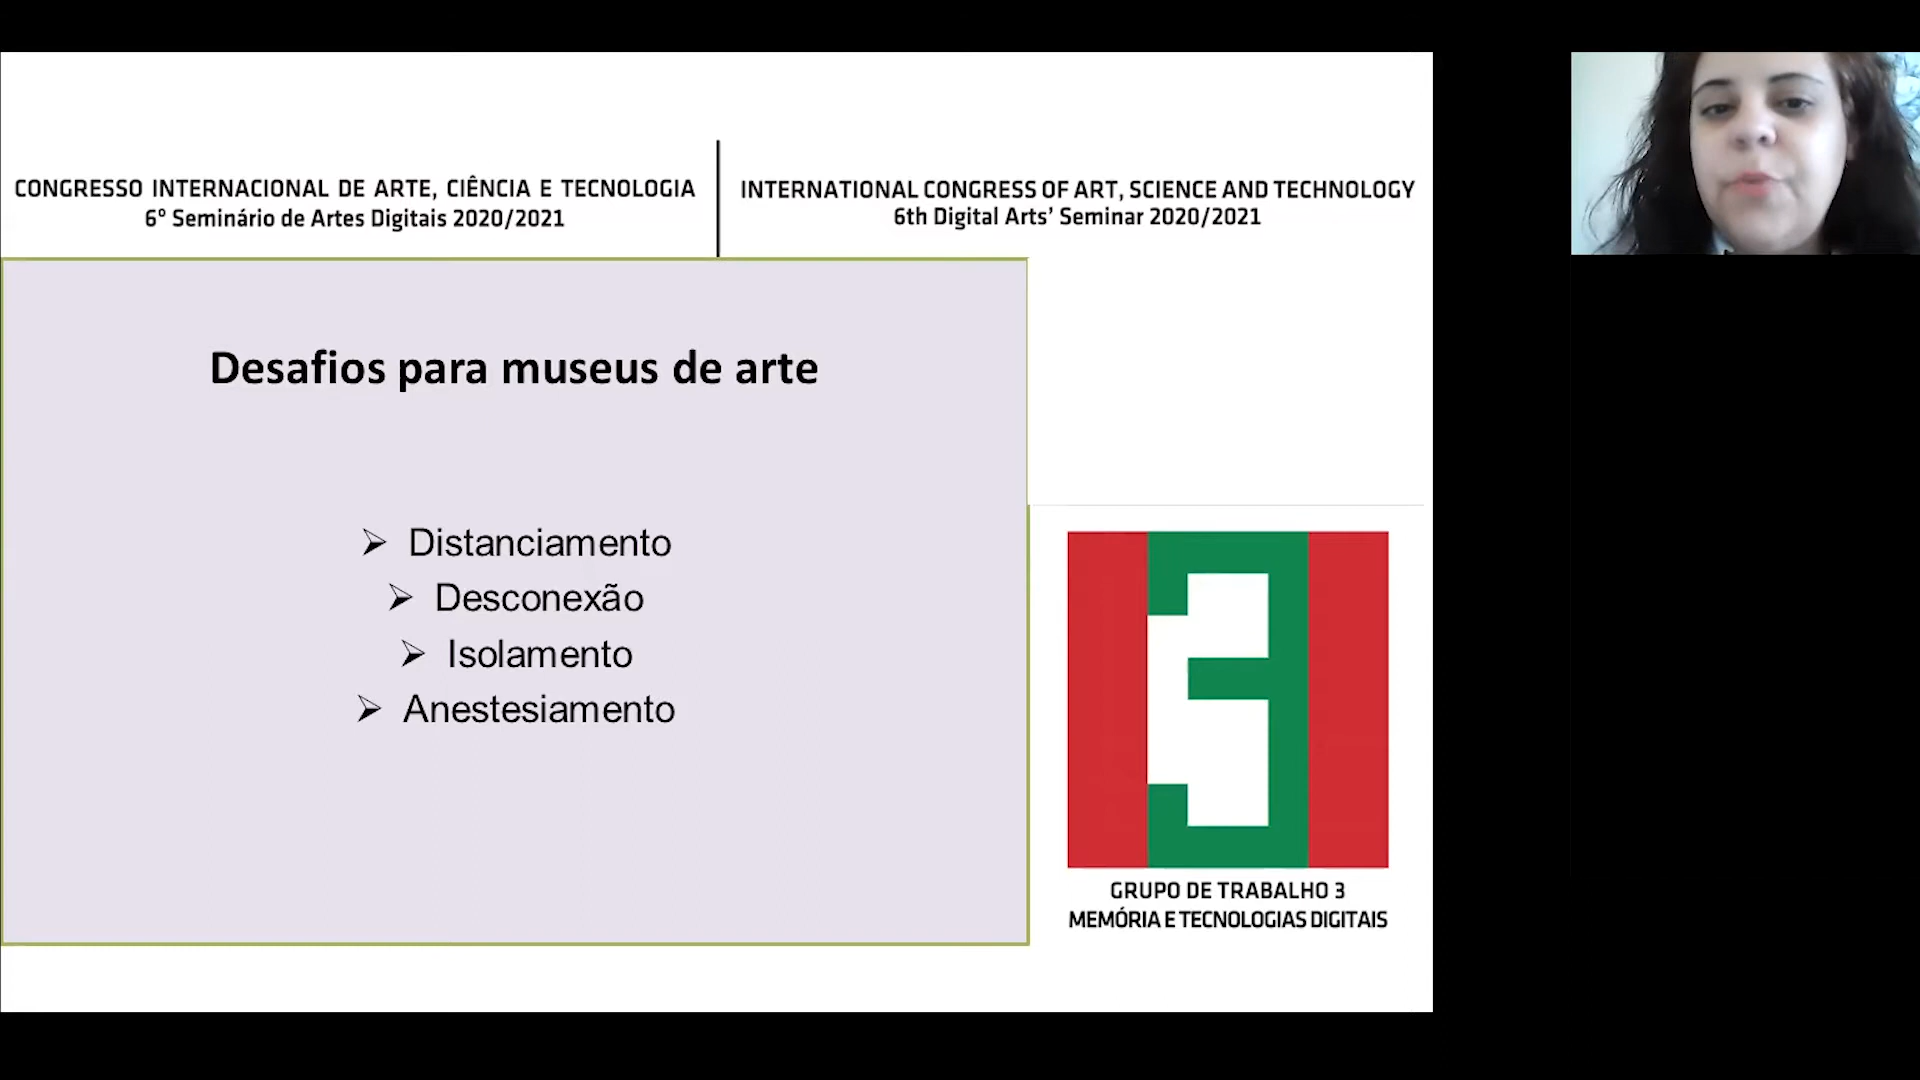 CONGRESSO INTERNACIONAL DE ARTE, CIÊNCIA E TECNOLOGIA
6º Seminário de Artes Digitais 2020/2021
INTERNATIONAL CONGRESS OF ART, SCIENCE AND TECHNOLOGY
6th Digital Arts’ Seminar 2020/2021
Desafios para museus de arte
➢ Distanciamento
➢ Desconexão
➢ Isolamento
➢ Anestesiamento
3
GRUPO DE TRABALHO 3
MEMÓRIA E TECNOLOGIAS DIGITAIS